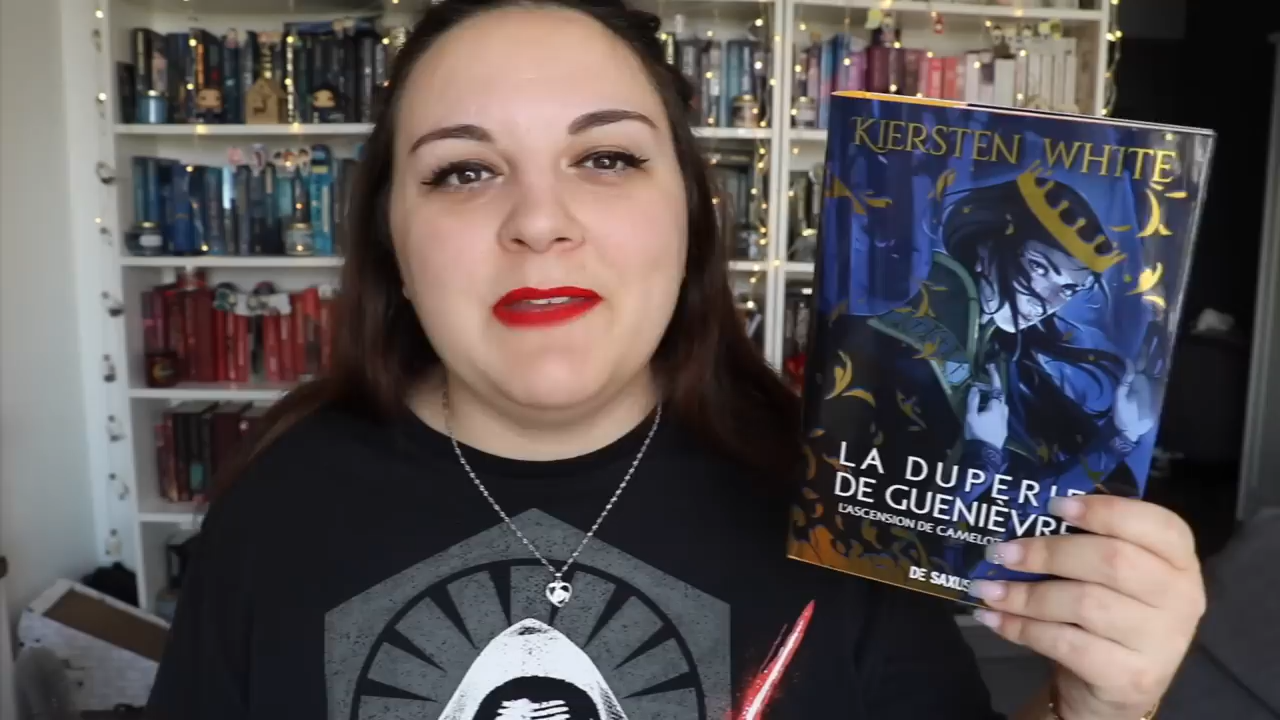 KIERSTEN WHITE
LA DUPERIE
DE GUENIÈVRE
L'ASCENSION DE CAMELOT
DE SAXUS